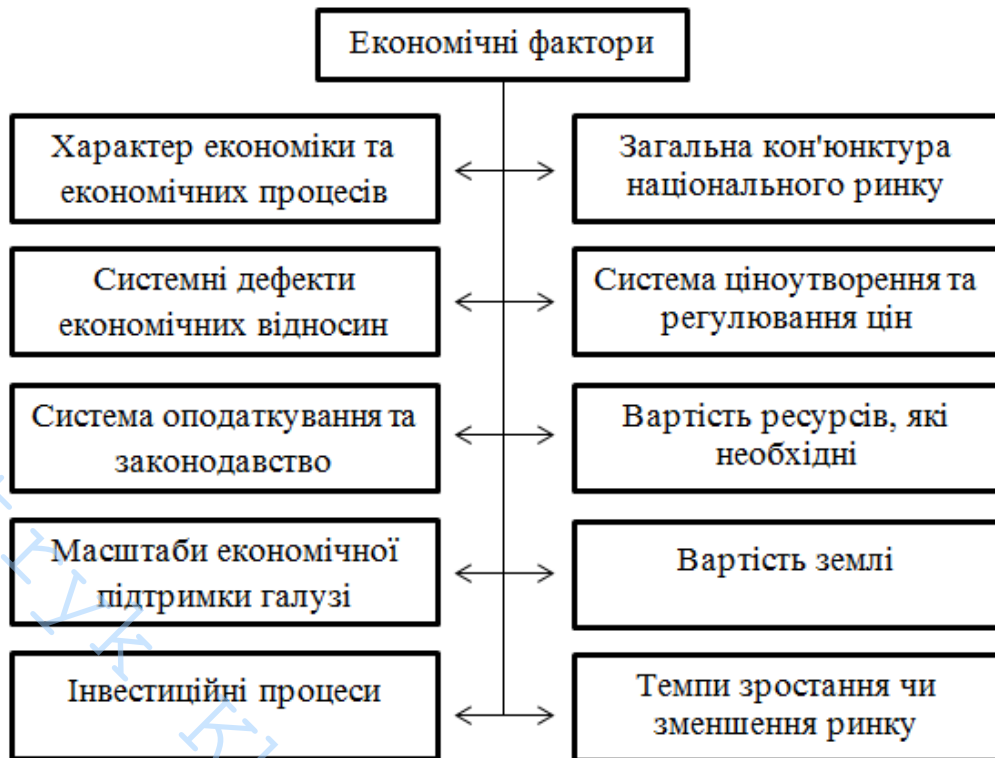 Економічні фактори
Характер економіки та
економічних процесів
Загальна кон'юнктура
національного ринку
Системні дефекти
економічних відносин
Система ціноутворення та
регулювання цін
Система оподаткування та
законодавство
Вартість ресурсів, які
необхідні
Масштаби економічної
підтримки галузі
Вартість землі
Інвестиційні процеси
Темпи зростання чи
зменшення ринку